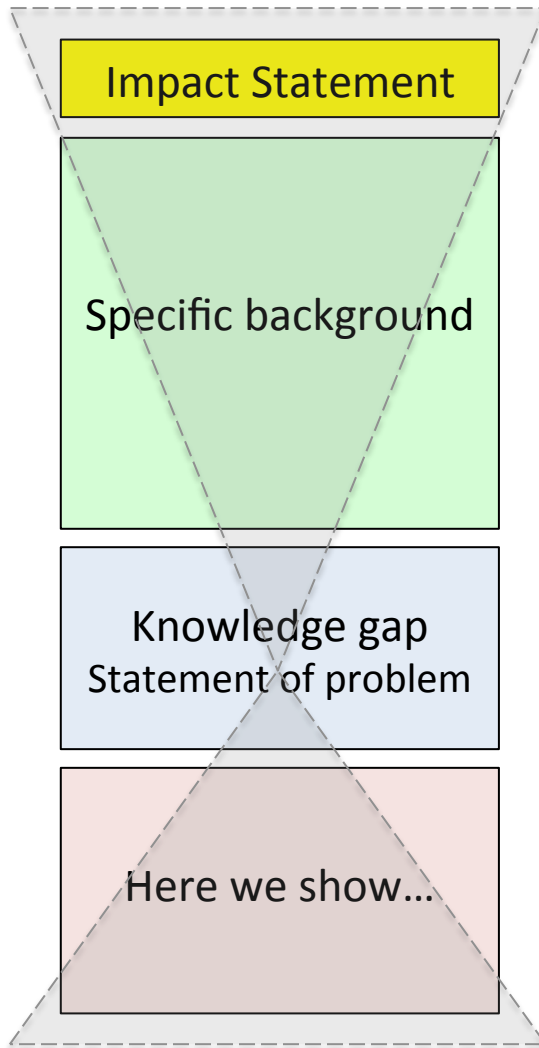 Impact Statement
Specific background
Knowledge gap
Statement of problem
Here we show…